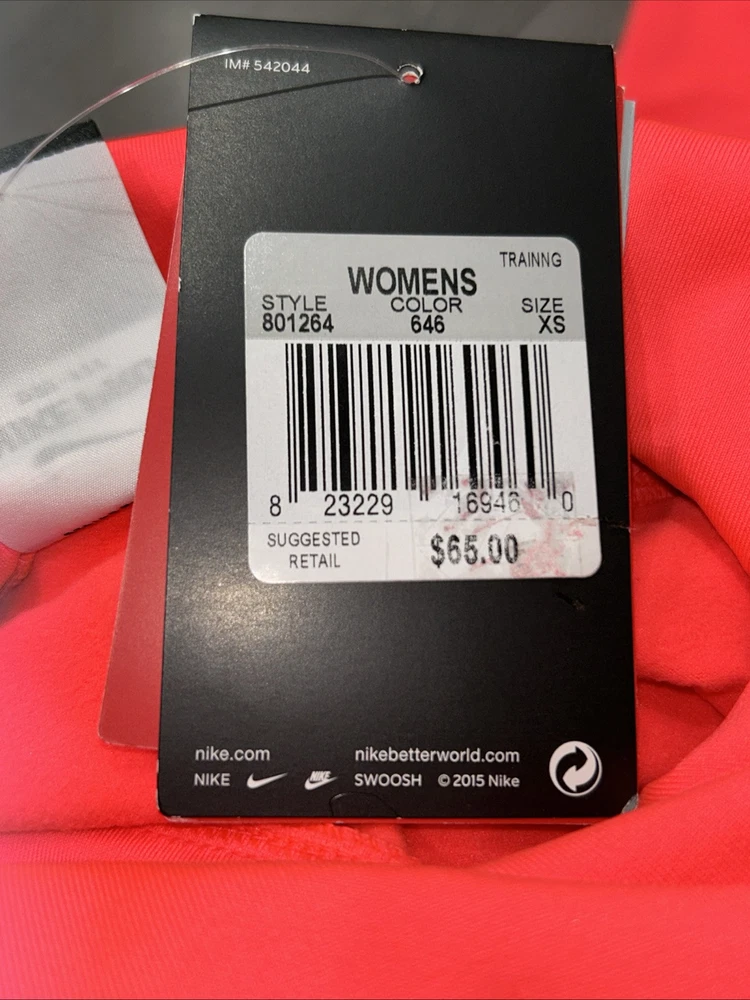 IM# 542044
TRAINNG
WOMENS
STYLE COLOR SIZE
801264 646 XS
8 23229 16946 0
SUGGESTED RETAIL $65.00
nike.com nikebetterworld.com
NIKE NIKE SWOOSH © 2015 Nike